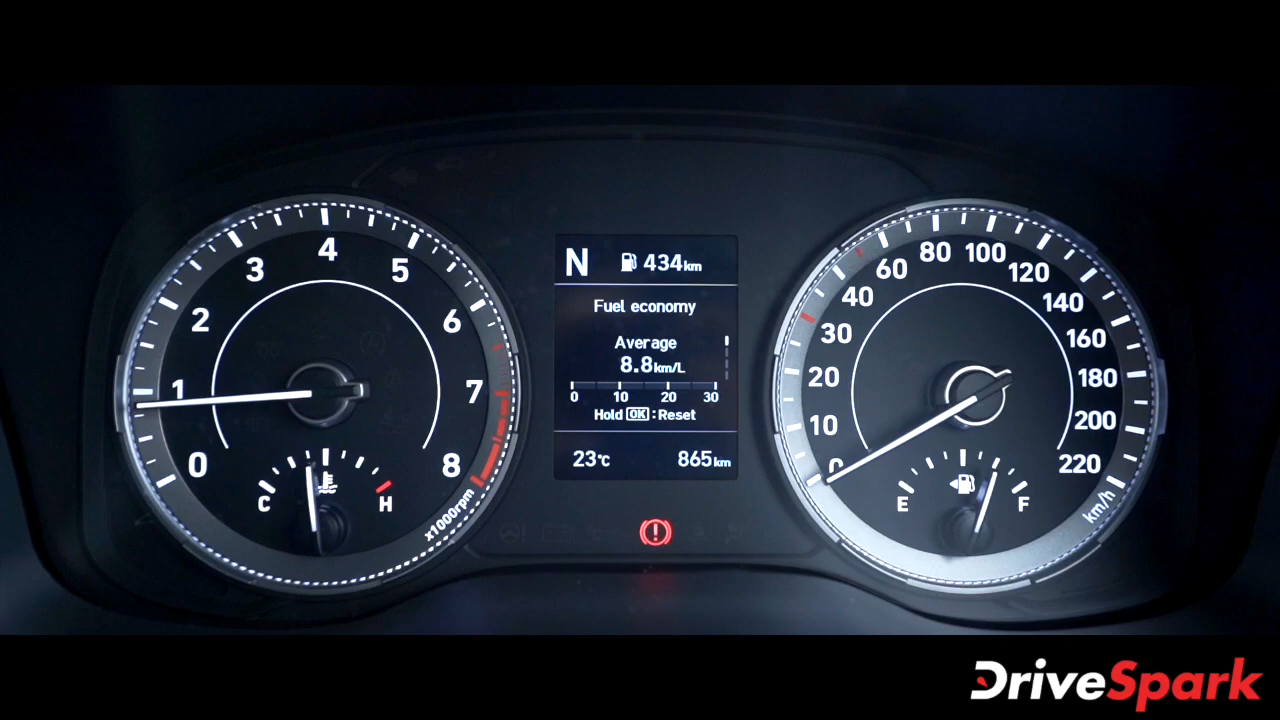 0
1
2
3
4
5
6
7
8
x1000rpm
C
H
N 434km
Fuel economy
Average
8.8km/L
0 10 20 30
Hold OK : Reset
23℃ 865km
0
10
20
30
40
60
80
100
120
140
160
180
200
220
km/h
E
F
DriveSpark